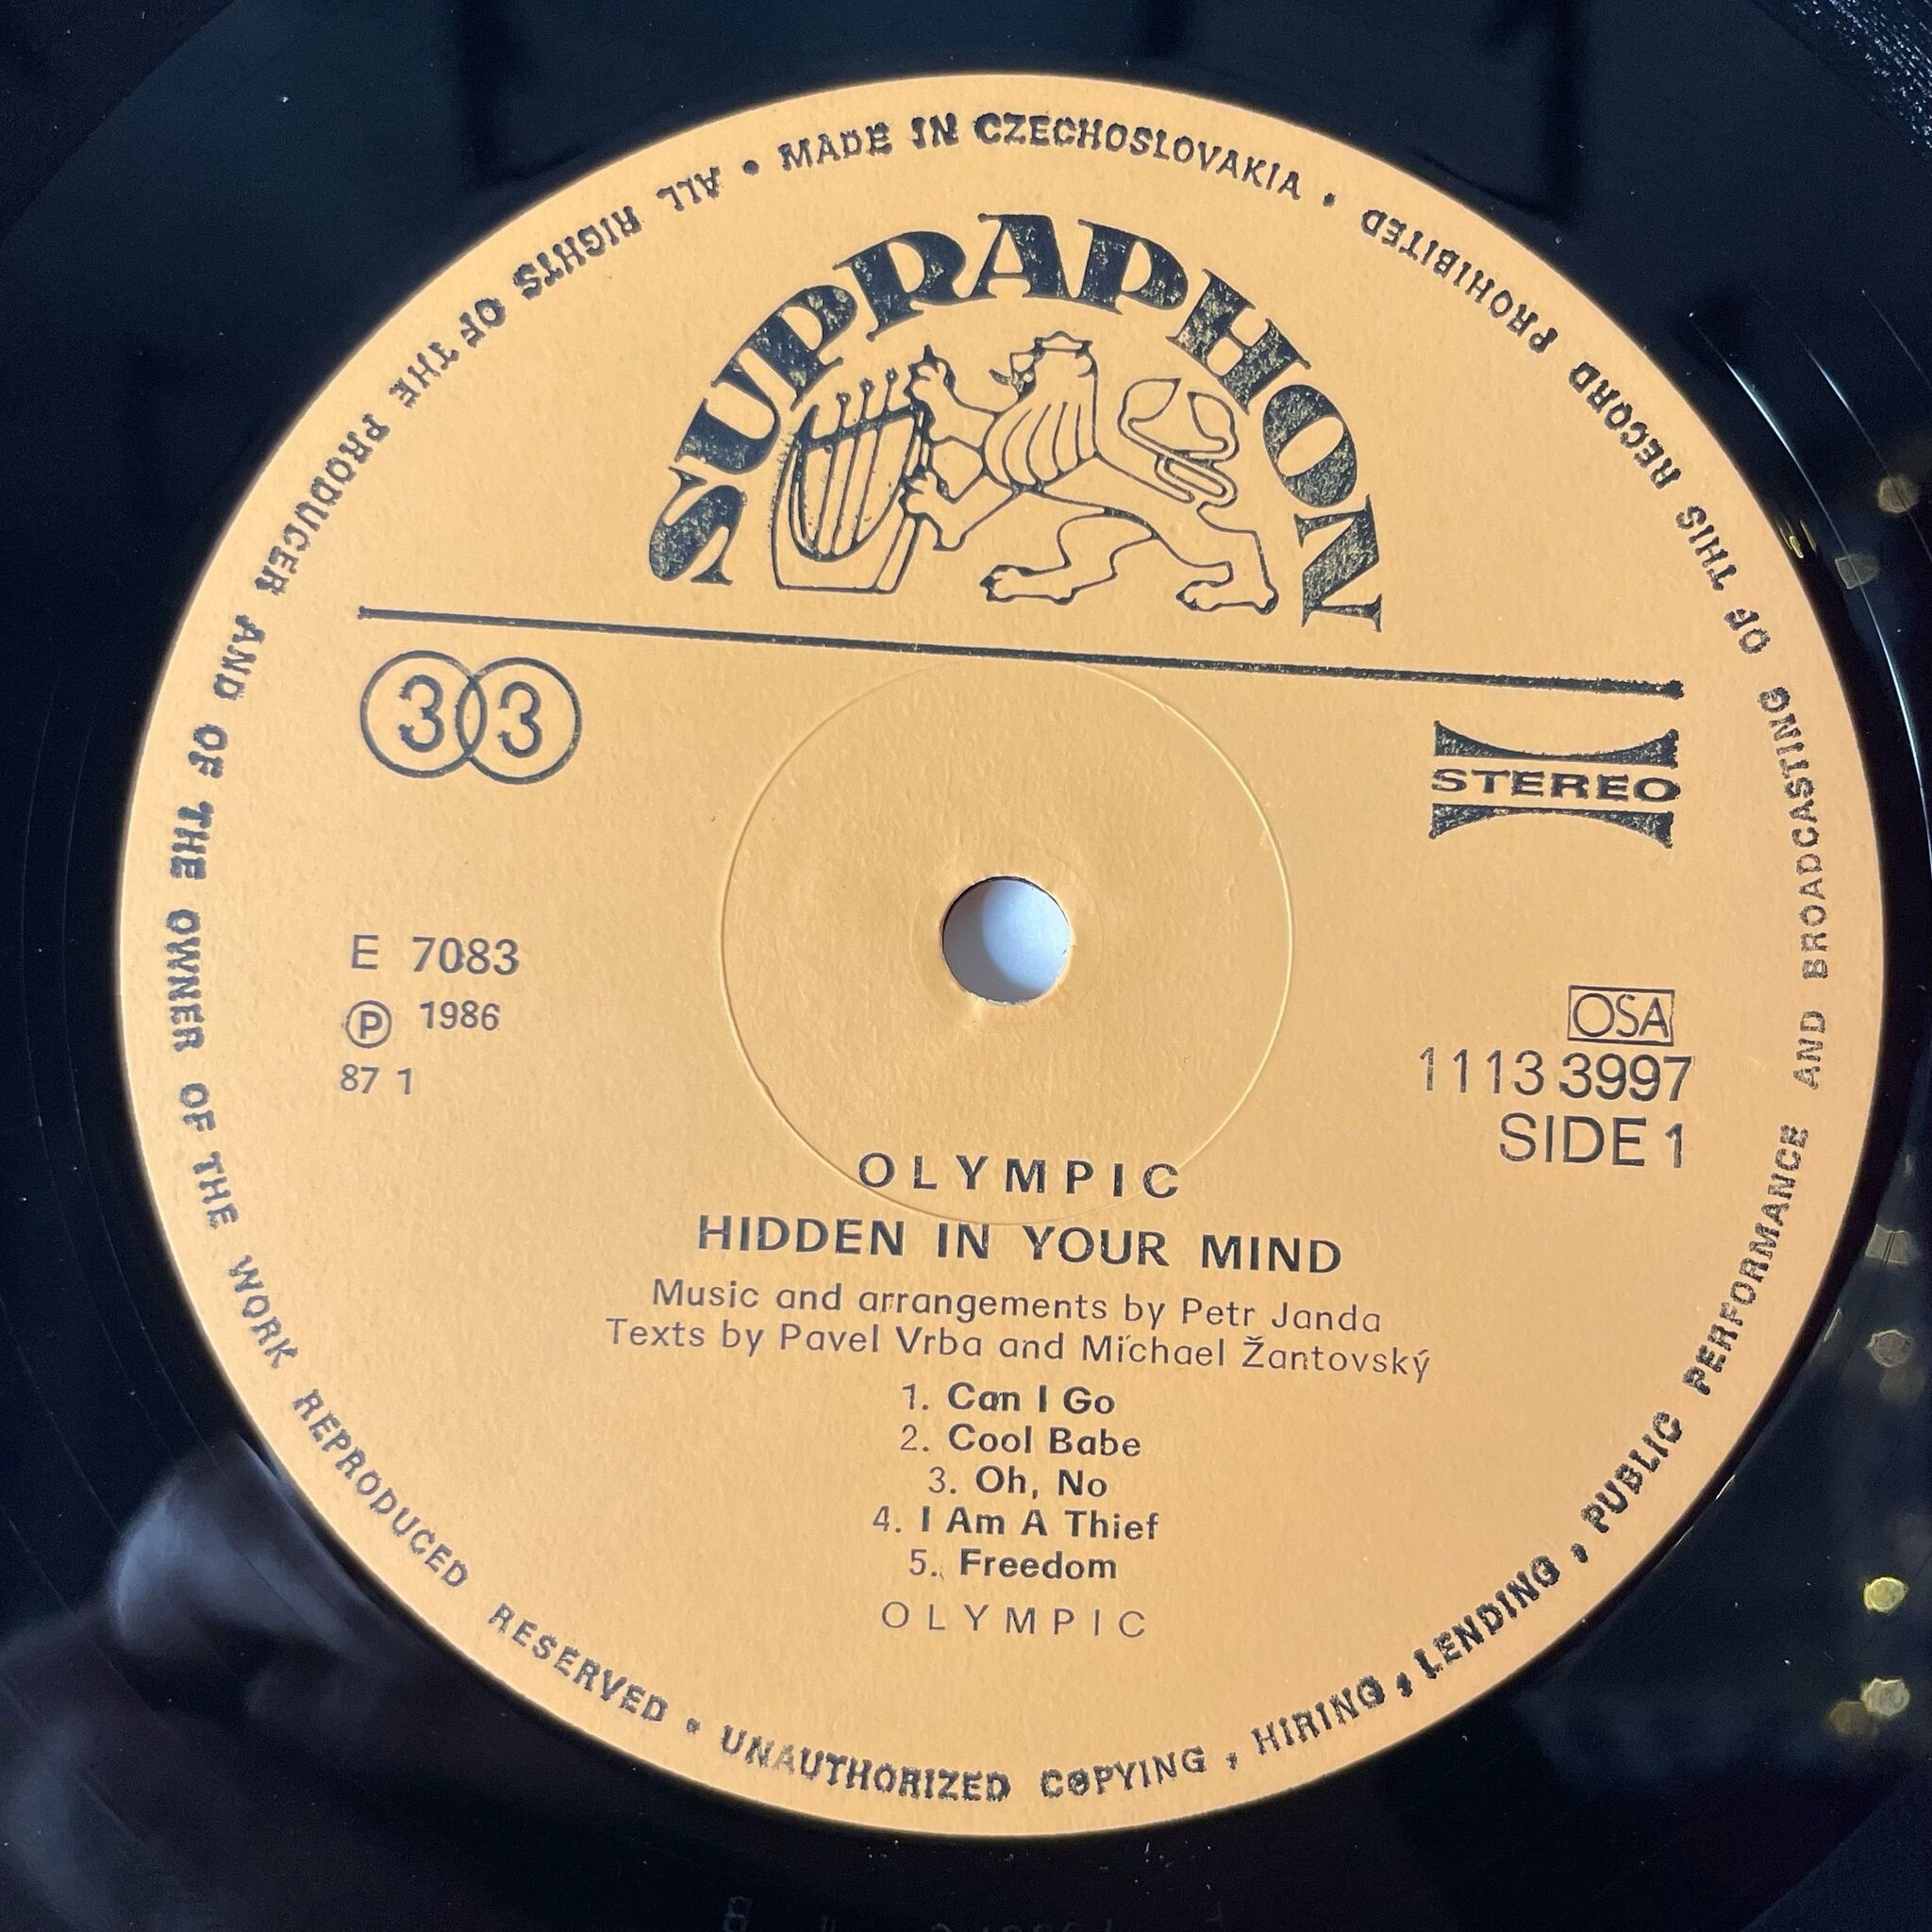 • MADE IN CZECHOSLOVAKIA •
SUPRAPHON
33
STEREO
E 7083
Ⓟ 1986
87 1
OSA
1113 3997
SIDE 1
OLYMPIC
HIDDEN IN YOUR MIND
Music and arrangements by Petr Janda
Texts by Pavel Vrba and Michael Žantovský
1. Can I Go
2. Cool Babe
3. Oh, No
4. I Am A Thief
5. Freedom
OLYMPIC
ALL RIGHTS OF THE PRODUCER AND OF THE OWNER OF THE WORK REPRODUCED RESERVED • UNAUTHORIZED COPYING, HIRING, LENDING, PUBLIC PERFORMANCE AND BROADCASTING OF THIS RECORD PROHIBITED